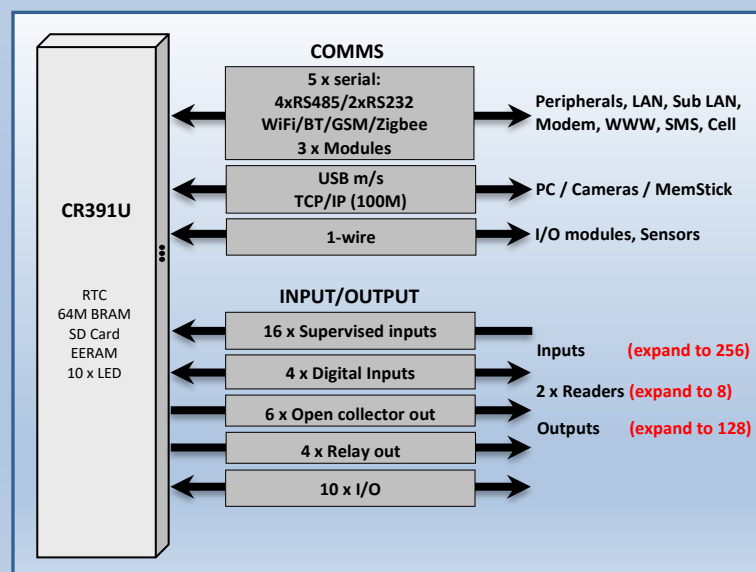 COMMS
5 x serial:
4xRS485/2xRS232
WiFi/BT/GSM/Zigbee
3 x Modules
Peripherals, LAN, Sub LAN,
Modem, WWW, SMS, Cell
USB m/s
TCP/IP (100M)
PC / Cameras / MemStick
1-wire
I/O modules, Sensors
CR391U
RTC
64M BRAM
SD Card
EERAM
10 x LED
INPUT/OUTPUT
16 x Supervised inputs
Inputs (expand to 256)
4 x Digital Inputs
2 x Readers (expand to 8)
6 x Open collector out
Outputs (expand to 128)
4 x Relay out
10 x I/O